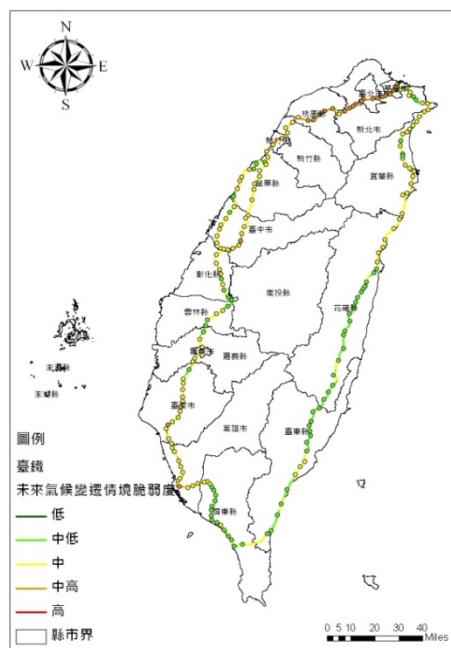 N
W E
S
臺北市
桃園縣
新北市
新竹縣
宜蘭縣
苗栗縣
臺中市
彰化縣
南投縣
花蓮縣
雲林縣
嘉義縣
澎湖縣
臺南市
高雄市
臺東縣
屏東縣
圖例
臺鐵
未來氣候變遷情境脆弱度
低
中低
中
中高
高
縣市界
0 5 10 20 30 40
Miles